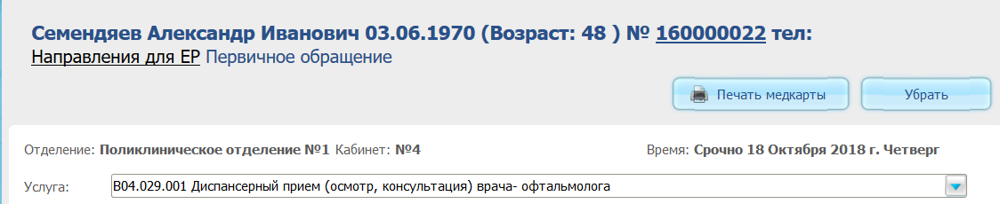 Семендяев Александр Иванович 03.06.1970 (Возраст: 48 ) № 160000022 тел:
Направления для ЕР Первичное обращение
Печать медкарты Убрать
Отделение: Поликлиническое отделение №1 Кабинет: №4 Время: Срочно 18 Октября 2018 г. Четверг
Услуга: B04.029.001 Диспансерный прием (осмотр, консультация) врача- офтальмолога